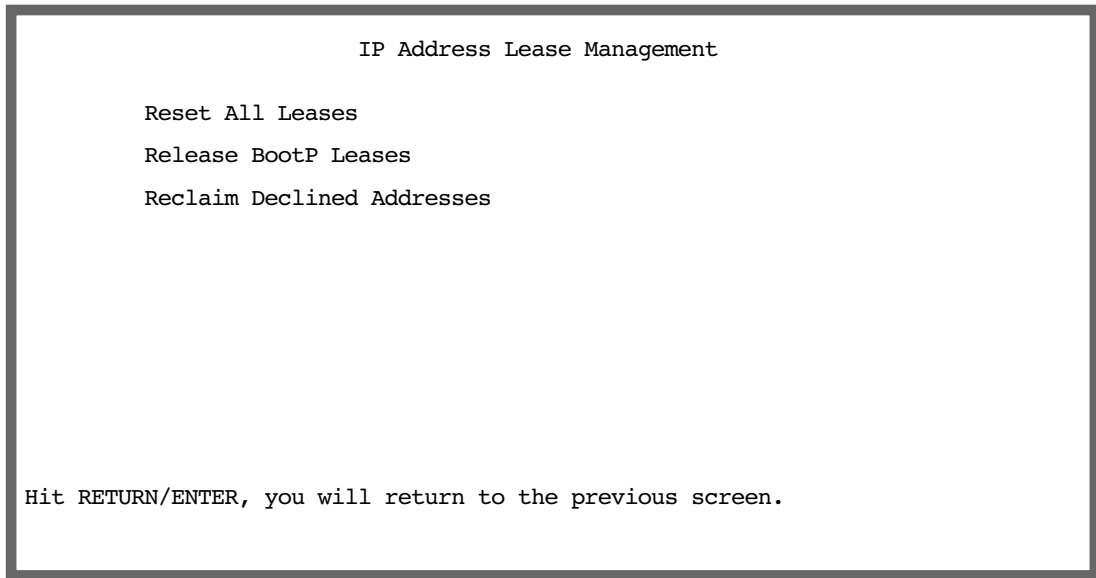 IP Address Lease Management
Reset All Leases
Release BootP Leases
Reclaim Declined Addresses
Hit RETURN/ENTER, you will return to the previous screen.